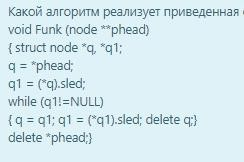 Какой алгоритм реализует приведенная
void Funk (node **phead)
{ struct node *q, *q1;
q = *phead;
q1 = (*q).sled;
while (q1!=NULL)
{ q = q1; q1 = (*q1).sled; delete q;}
delete *phead;}